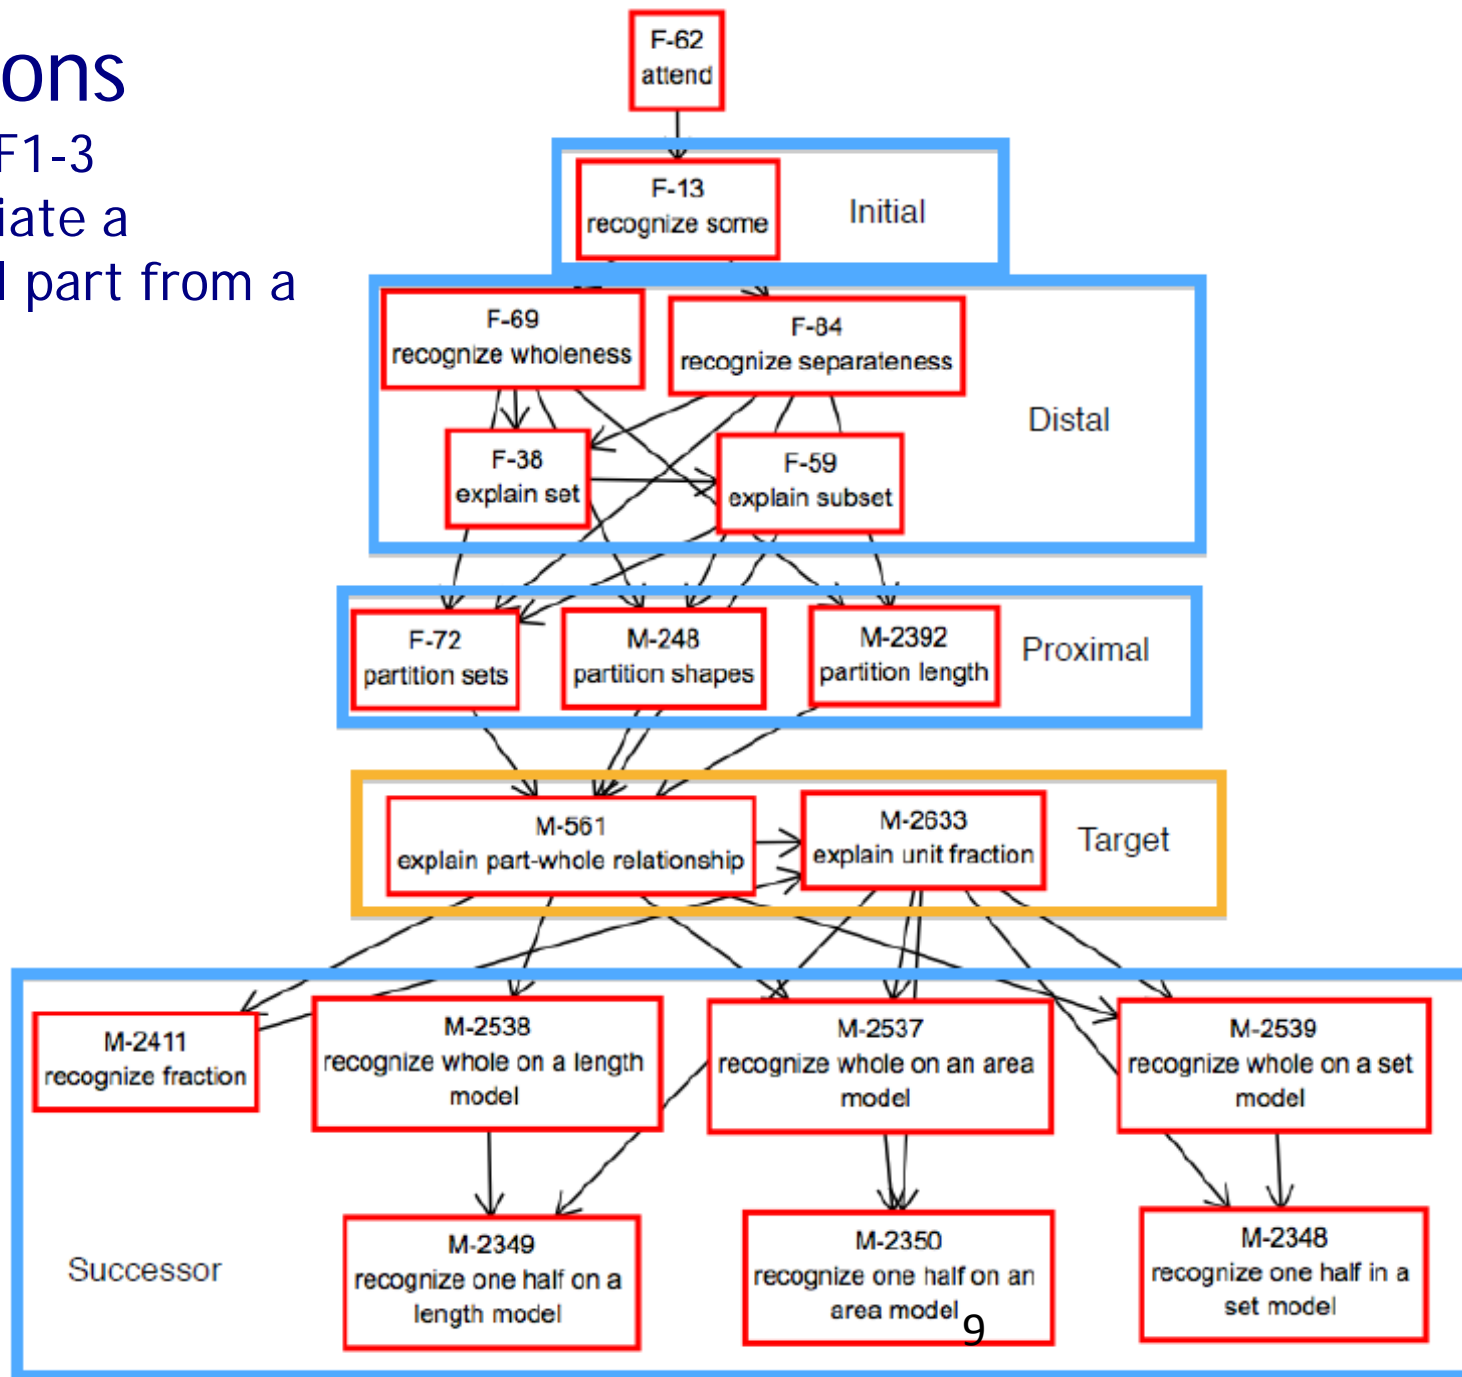 ons
F1-3
iate a
l part from a
F-62
attend
F-13
recognize some
Initial
F-69
recognize wholeness
F-84
recognize separateness
Distal
F-38
explain set
F-59
explain subset
F-72
partition sets
M-248
partition shapes
M-2392
partition length
Proximal
M-561
explain part-whole relationship
M-2633
explain unit fraction
Target
M-2411
recognize fraction
M-2538
recognize whole on a length
model
M-2537
recognize whole on an area
model
M-2539
recognize whole on a set
model
Successor
M-2349
recognize one half on a
length model
M-2350
recognize one half on an
area model
M-2348
recognize one half in a
set model
9